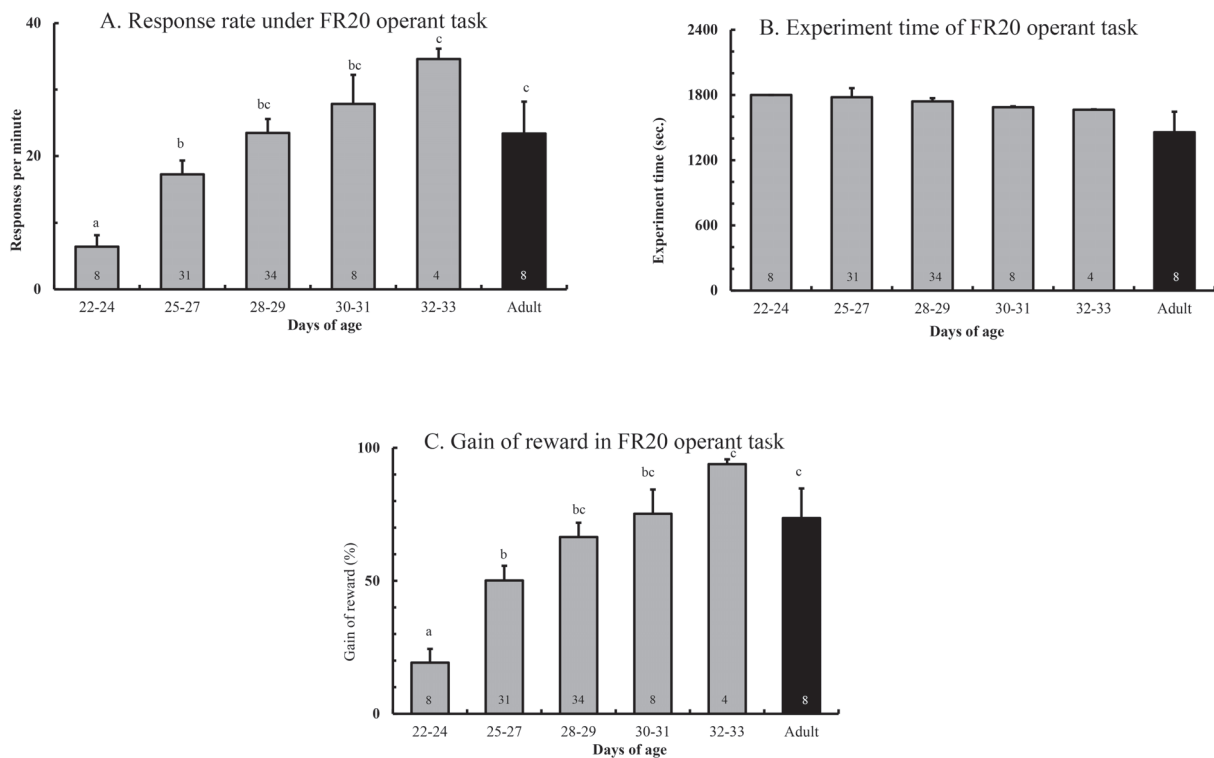 A. Response rate under FR20 operant task
Responses per minute
40
20
0
a
b
bc
bc
c
c
8
31
34
8
4
8
22-24
25-27
28-29
30-31
32-33
Adult
Days of age
B. Experiment time of FR20 operant task
Experiment time (sec.)
2400
1800
1200
600
0
8
31
34
8
4
8
22-24
25-27
28-29
30-31
32-33
Adult
Days of age
C. Gain of reward in FR20 operant task
Gain of reward (%)
100
50
0
a
b
bc
bc
c
c
8
31
34
8
4
8
22-24
25-27
28-29
30-31
32-33
Adult
Days of age